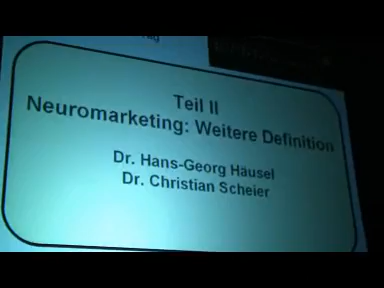 Teil II
Neuromarketing: Weitere Definition
Dr. Hans-Georg Häusel
Dr. Christian Scheier